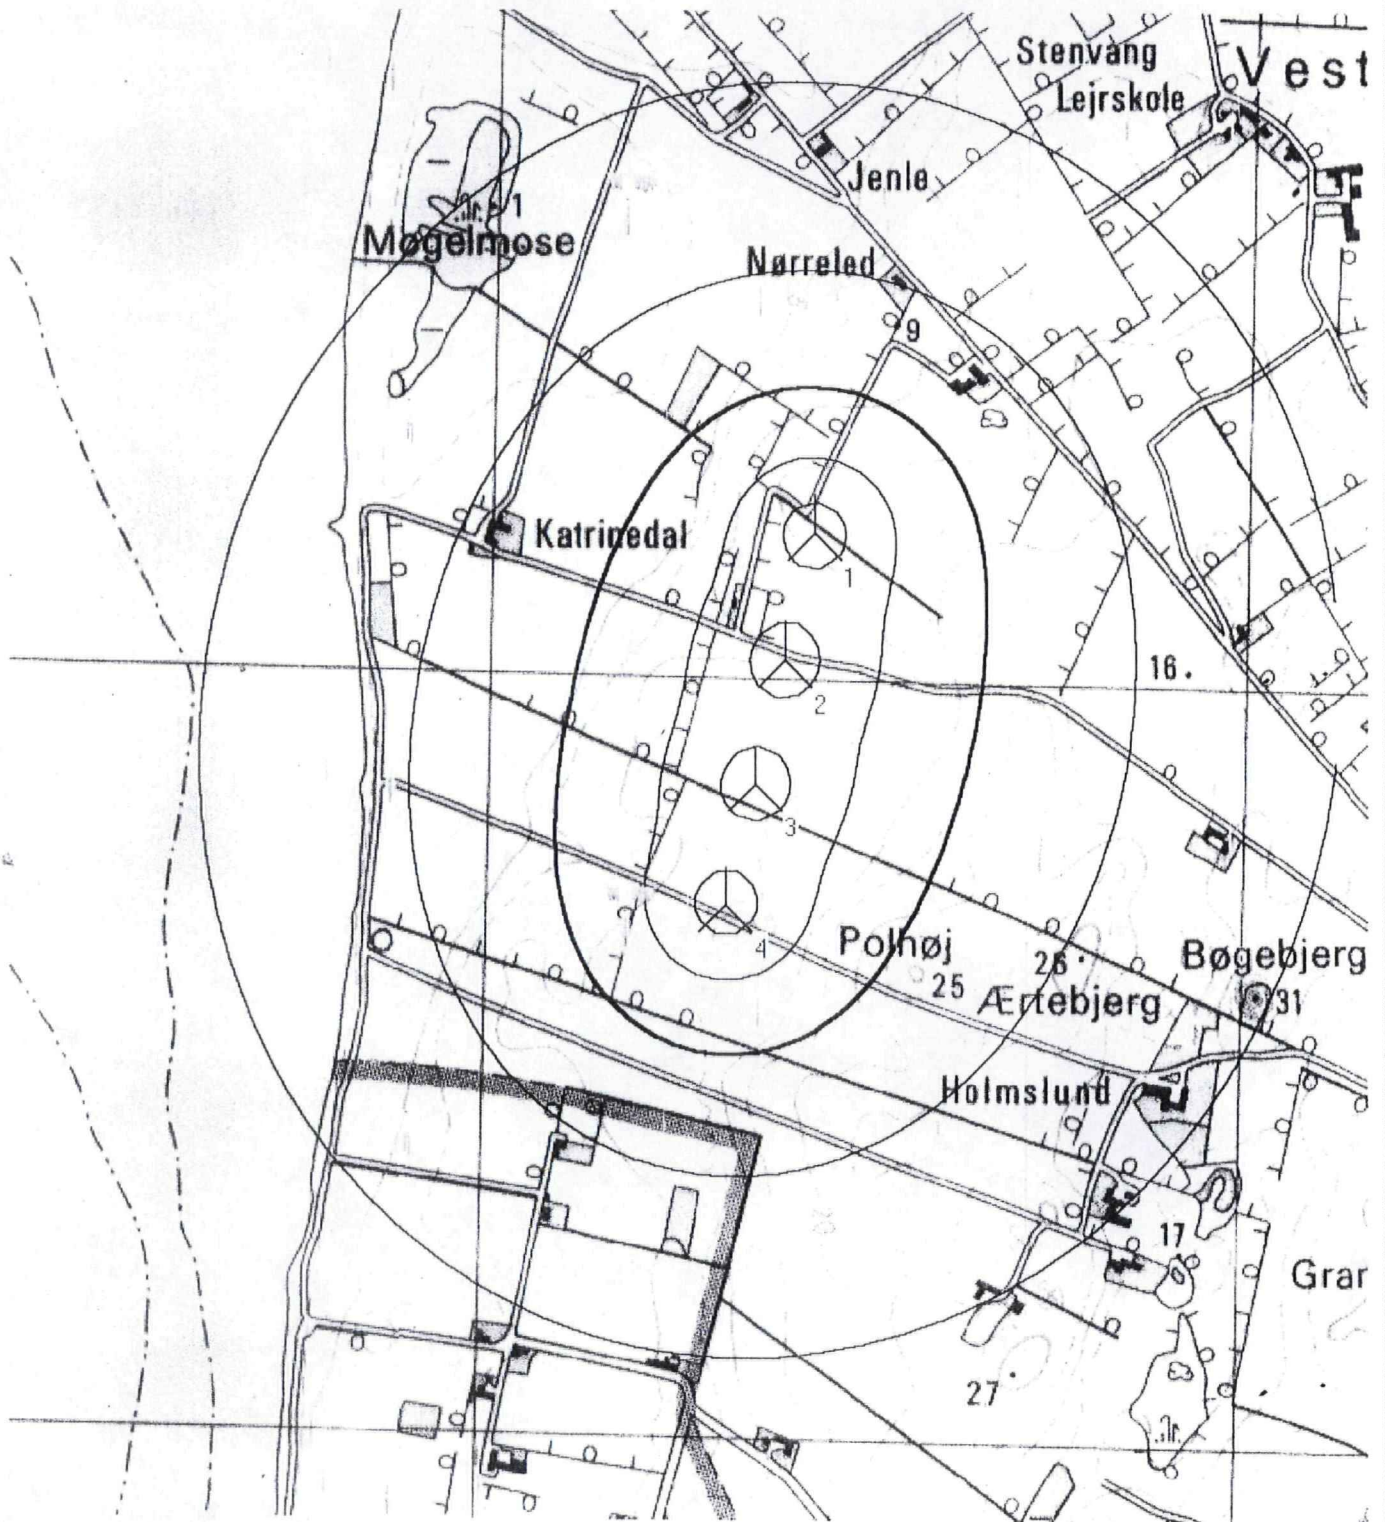 Stenvang
Lejrskole
Vest
Jenle
1
Møgelmose
Nørreled
9
Katrinedal
1
16.
2
3
4
Polhøj
25
26
Ærtebjerg
Bøgebjerg
31
Holmslund
17
Grar
27